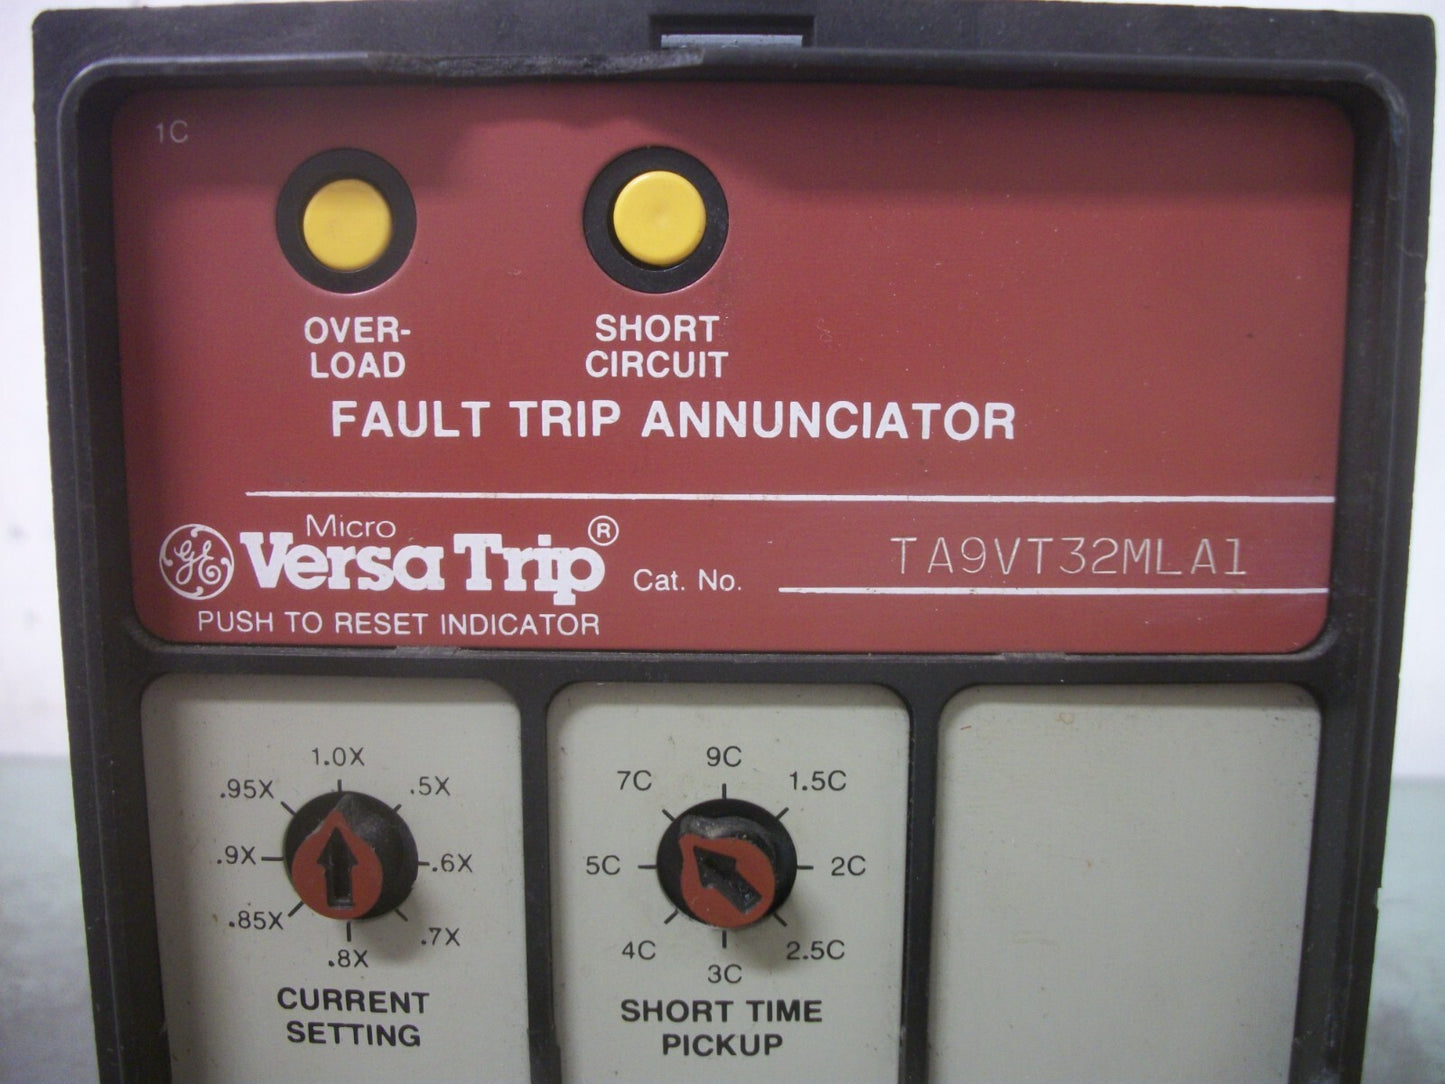 1C
OVER-
LOAD
SHORT
CIRCUIT
FAULT TRIP ANNUNCIATOR
GE
Micro
Versa Trip®
Cat. No. TA9VT32MLA1
PUSH TO RESET INDICATOR
1.0X
.95X .5X
.9X .6X
.85X .7X
.8X
CURRENT
SETTING
9C
7C 1.5C
5C 2C
4C 2.5C
3C
SHORT TIME
PICKUP